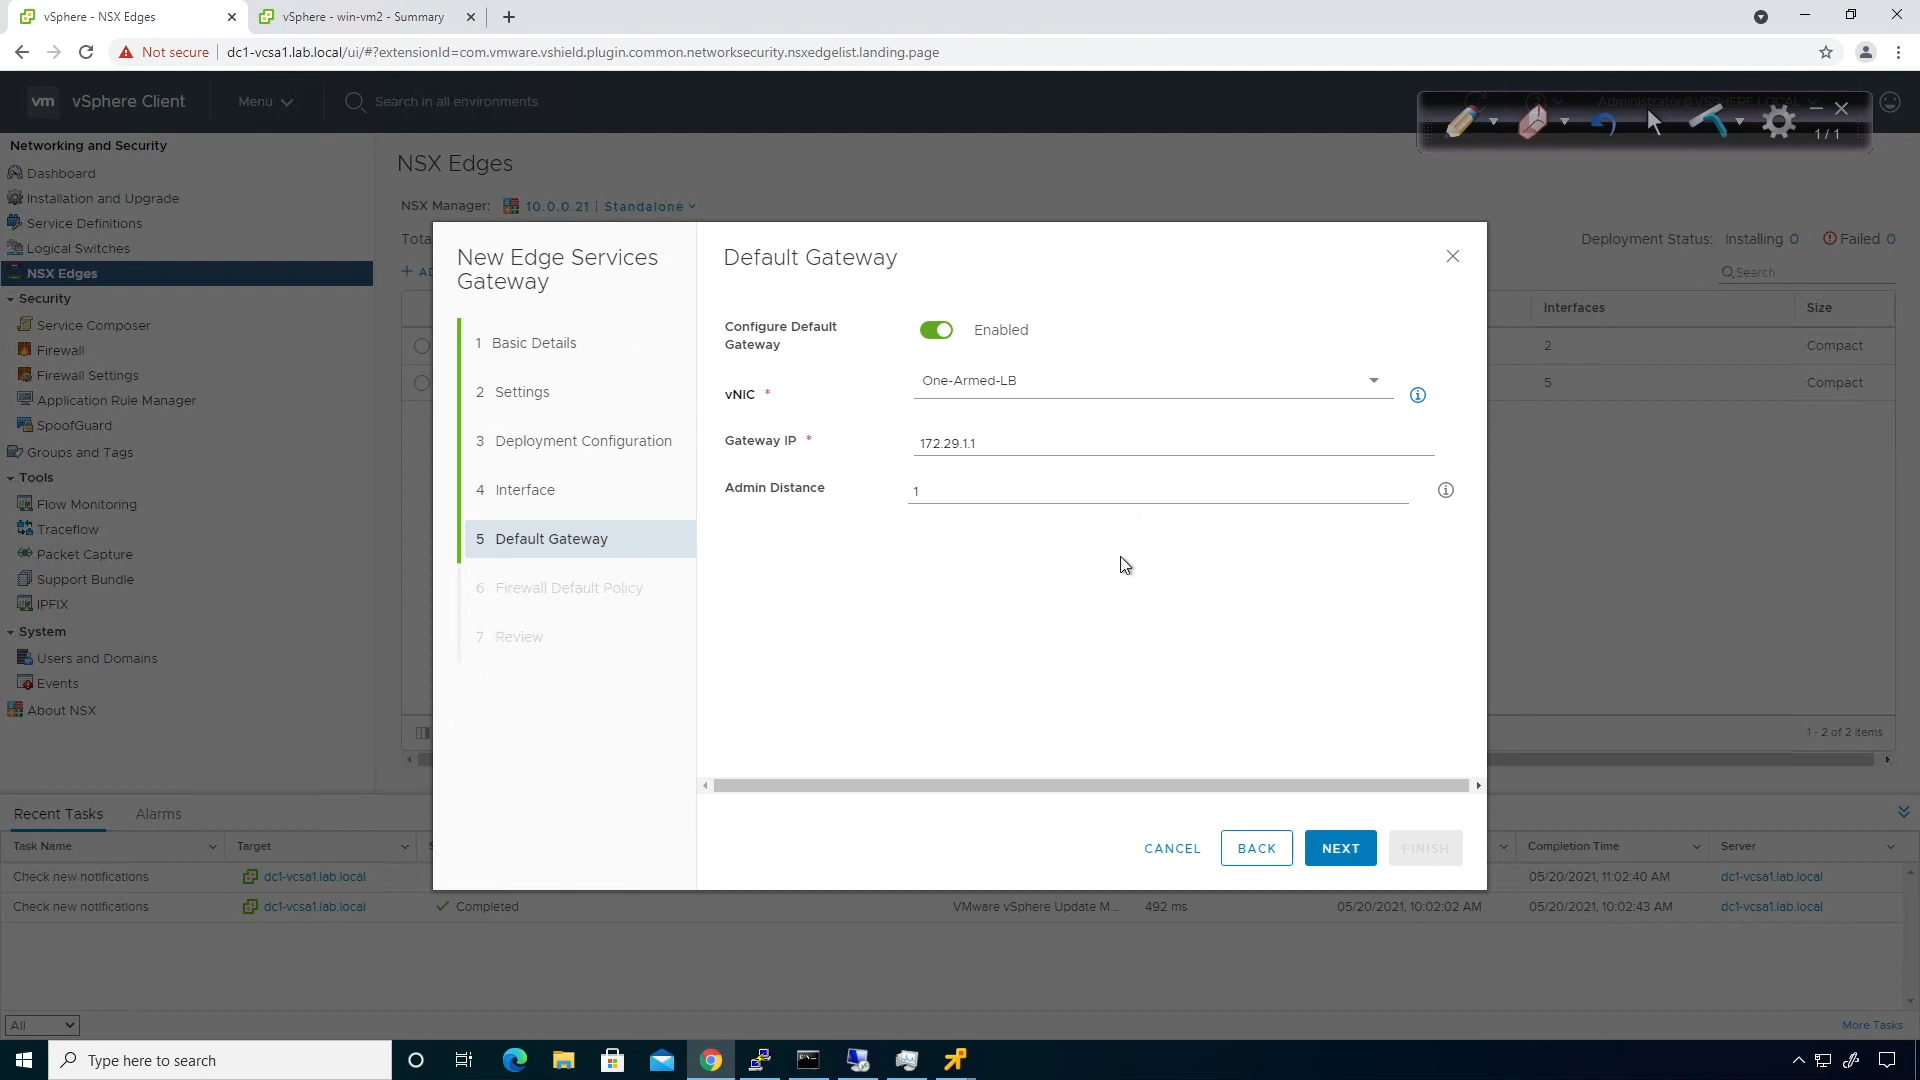 vSphere - NSX Edges
vSphere - win-vm2 - Summary
Not secure
dc1-vcsa1.lab.local/ui/#?extensionId=com.vmware.vshield.plugin.common.networksecurity.nsxedgelist.landing.page
vm vSphere Client
Menu
Search in all environments
Administrator@VSPHERE.LOCAL
1 / 1
Networking and Security
Dashboard
Installation and Upgrade
Service Definitions
Logical Switches
NSX Edges
Security
Service Composer
Firewall
Firewall Settings
Application Rule Manager
SpoofGuard
Groups and Tags
Tools
Flow Monitoring
Traceflow
Packet Capture
Support Bundle
IPFIX
System
Users and Domains
Events
About NSX
NSX Edges
NSX Manager: 10.0.0.21 | Standalone
Deployment Status: Installing 0 Failed 0
Search
Interfaces
Size
2
Compact
5
Compact
1 - 2 of 2 items
New Edge Services
Gateway
1 Basic Details
2 Settings
3 Deployment Configuration
4 Interface
5 Default Gateway
6 Firewall Default Policy
7 Review
Default Gateway
Configure Default
Gateway
Enabled
vNIC *
One-Armed-LB
Gateway IP *
172.29.1.1
Admin Distance
1
CANCEL
BACK
NEXT
FINISH
Recent Tasks
Alarms
Task Name
Target
Completion Time
Server
Check new notifications
dc1-vcsa1.lab.local
05/20/2021, 11:02:40 AM
dc1-vcsa1.lab.local
Check new notifications
dc1-vcsa1.lab.local
Completed
VMware vSphere Update M...
492 ms
05/20/2021, 10:02:02 AM
05/20/2021, 10:02:43 AM
dc1-vcsa1.lab.local
All
More Tasks
Type here to search